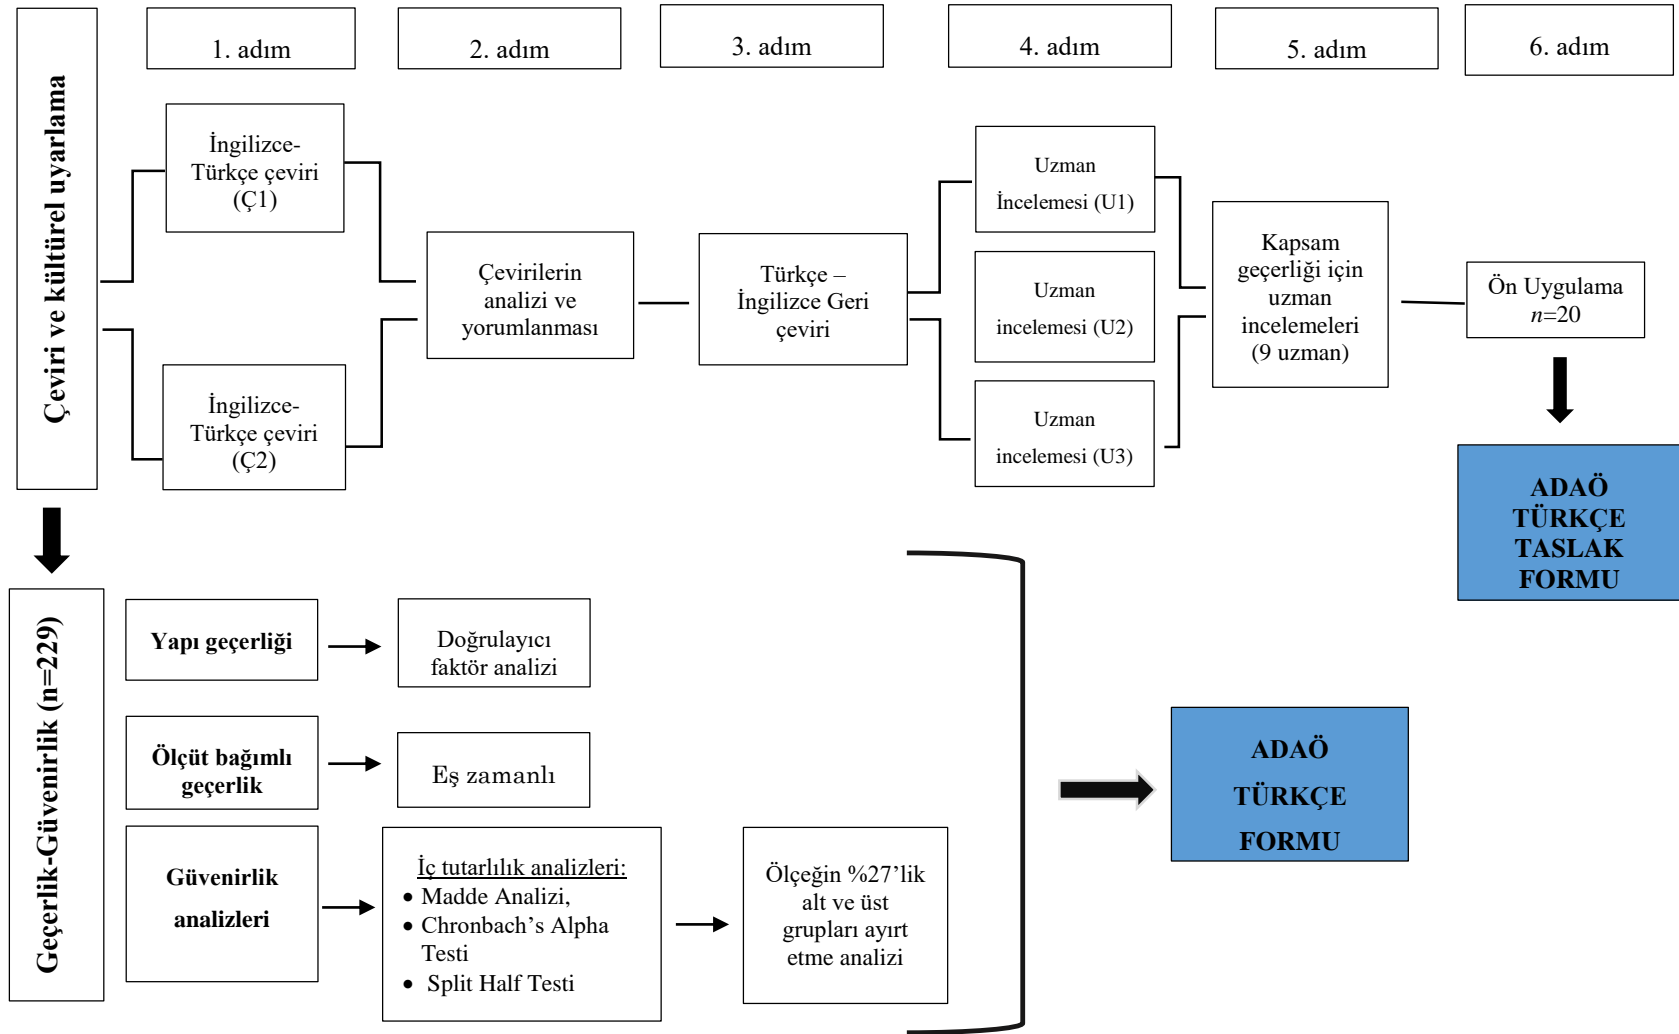 Çeviri ve kültürel uyarlama
1. adım
2. adım
3. adım
4. adım
5. adım
6. adım
İngilizce-
Türkçe çeviri
(Ç1)
İngilizce-
Türkçe çeviri
(Ç2)
Çevirilerin
analizi ve
yorumlanması
Türkçe –
İngilizce Geri
çeviri
Uzman
İncelemesi (U1)
Uzman
incelemesi (U2)
Uzman
incelemesi (U3)
Kapsam
geçerliği için
uzman
incelemeleri
(9 uzman)
Ön Uygulama
n=20
ADAÖ
TÜRKÇE
TASLAK
FORMU
Geçerlik-Güvenirlik (n=229)
Yapı geçerliği
Doğrulayıcı
faktör analizi
Ölçüt bağımlı
geçerlik
Eş zamanlı
Güvenirlik
analizleri
İç tutarlılık analizleri:
• Madde Analizi,
• Chronbach’s Alpha
Testi
• Split Half Testi
Ölçeğin %27’lik
alt ve üst
grupları ayırt
etme analizi
ADAÖ
TÜRKÇE
FORMU